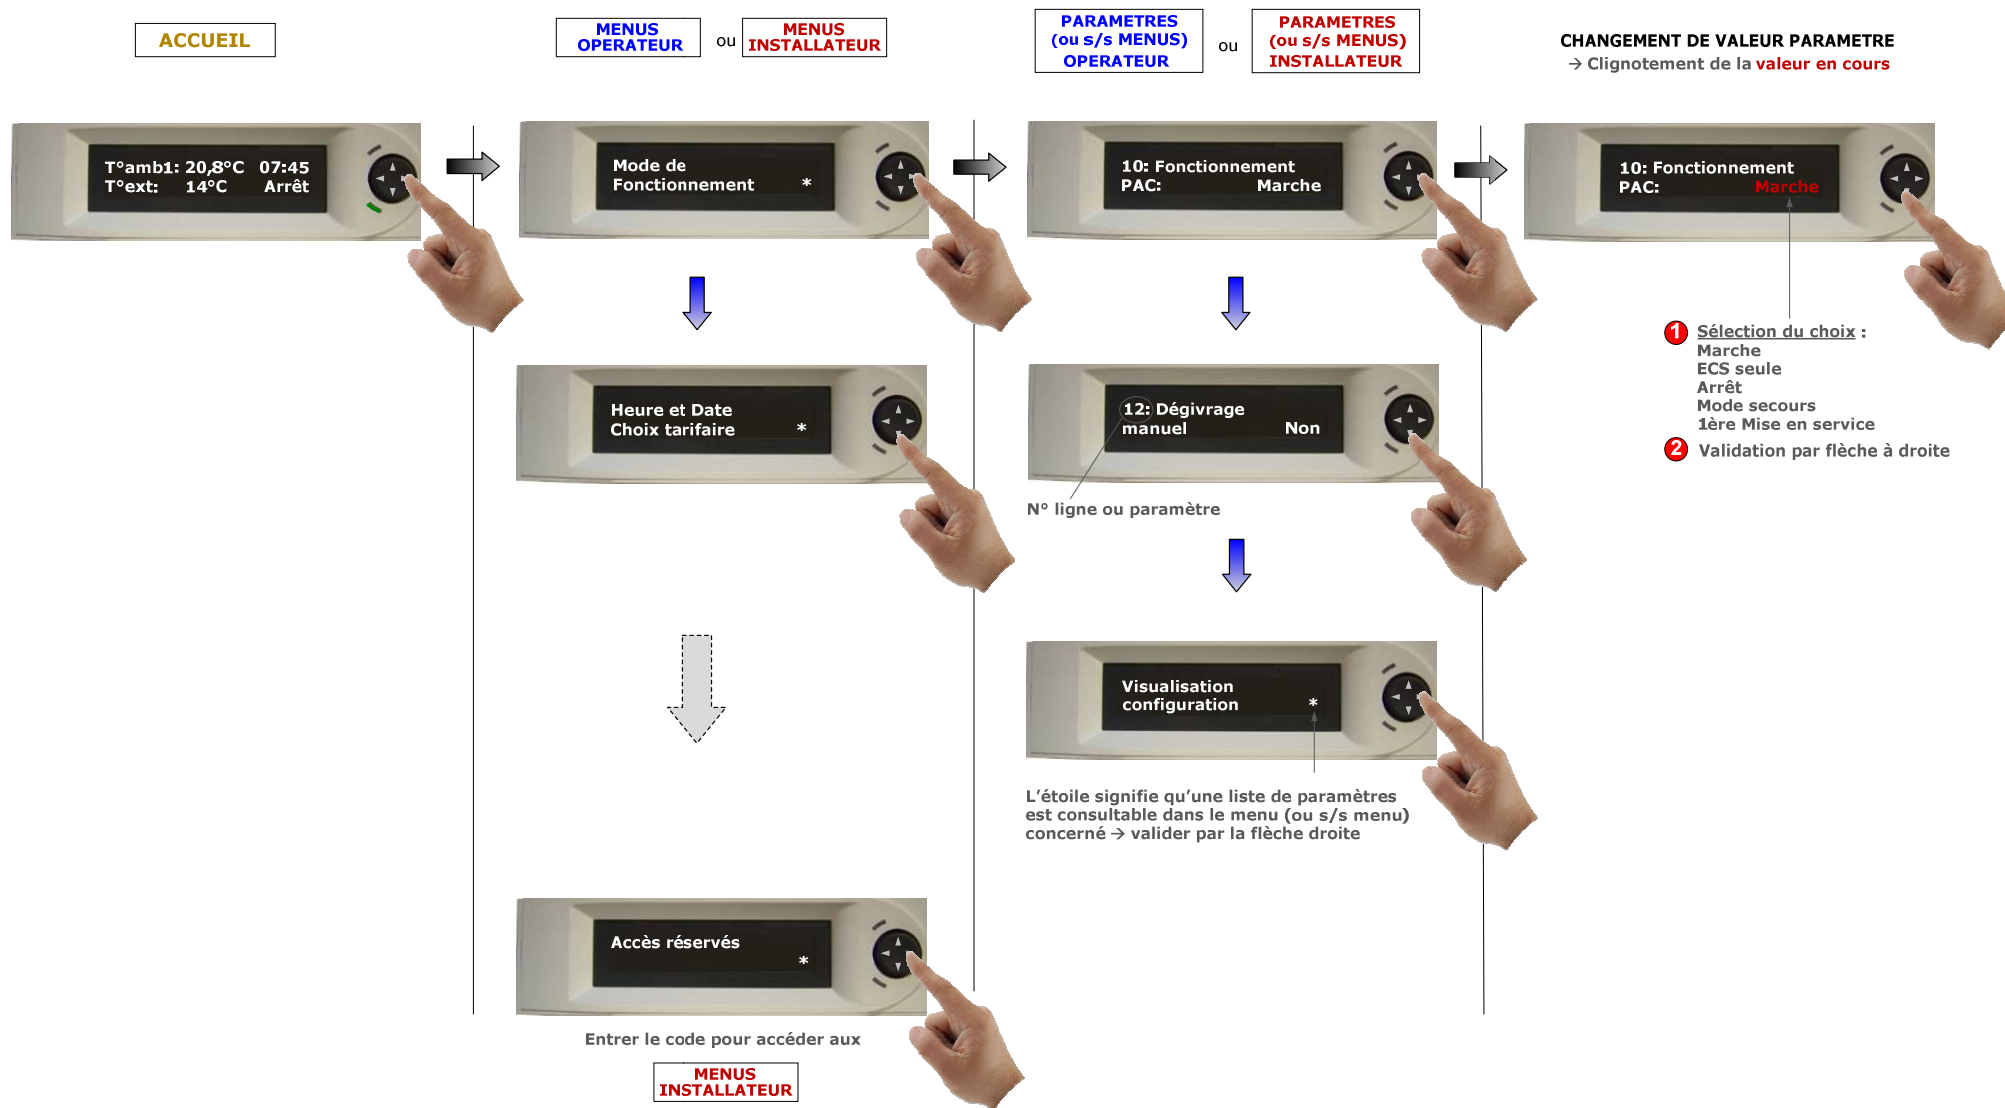 ACCUEIL
MENUS
OPERATEUR
ou
MENUS
INSTALLATEUR
PARAMETRES
(ou s/s MENUS)
OPERATEUR
ou
PARAMETRES
(ou s/s MENUS)
INSTALLATEUR
CHANGEMENT DE VALEUR PARAMETRE
→ Clignotement de la valeur en cours
T°amb1: 20,8°C 07:45
T°ext: 14°C Arrêt
Mode de
Fonctionnement *
10: Fonctionnement
PAC: Marche
10: Fonctionnement
PAC: Marche
1 Sélection du choix :
Marche
ECS seule
Arrêt
Mode secours
1ère Mise en service
2 Validation par flèche à droite
Heure et Date
Choix tarifaire *
12: Dégivrage
manuel Non
N° ligne ou paramètre
Visualisation
configuration *
L’étoile signifie qu’une liste de paramètres
est consultable dans le menu (ou s/s menu)
concerné → valider par la flèche droite
Accès réservés
*
Entrer le code pour accéder aux
MENUS
INSTALLATEUR